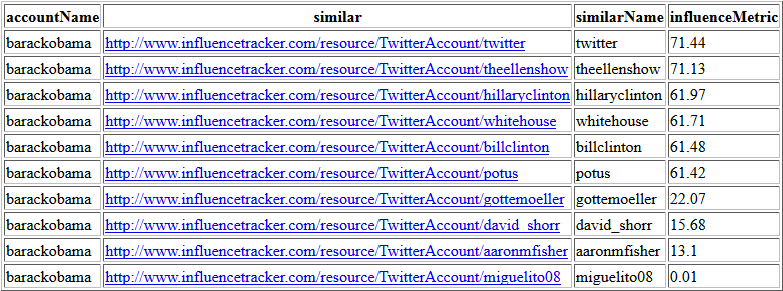 accountName similar similarName influenceMetric
barackobama http://www.influencetracker.com/resource/TwitterAccount/twitter twitter 71.44
barackobama http://www.influencetracker.com/resource/TwitterAccount/theellenshow theellenshow 71.13
barackobama http://www.influencetracker.com/resource/TwitterAccount/hillaryclinton hillaryclinton 61.97
barackobama http://www.influencetracker.com/resource/TwitterAccount/whitehouse whitehouse 61.71
barackobama http://www.influencetracker.com/resource/TwitterAccount/billclinton billclinton 61.48
barackobama http://www.influencetracker.com/resource/TwitterAccount/potus potus 61.42
barackobama http://www.influencetracker.com/resource/TwitterAccount/gottemoeller gottemoeller 22.07
barackobama http://www.influencetracker.com/resource/TwitterAccount/david_shorr david_shorr 15.68
barackobama http://www.influencetracker.com/resource/TwitterAccount/aaronmfisher aaronmfisher 13.1
barackobama http://www.influencetracker.com/resource/TwitterAccount/miguelito08 miguelito08 0.01